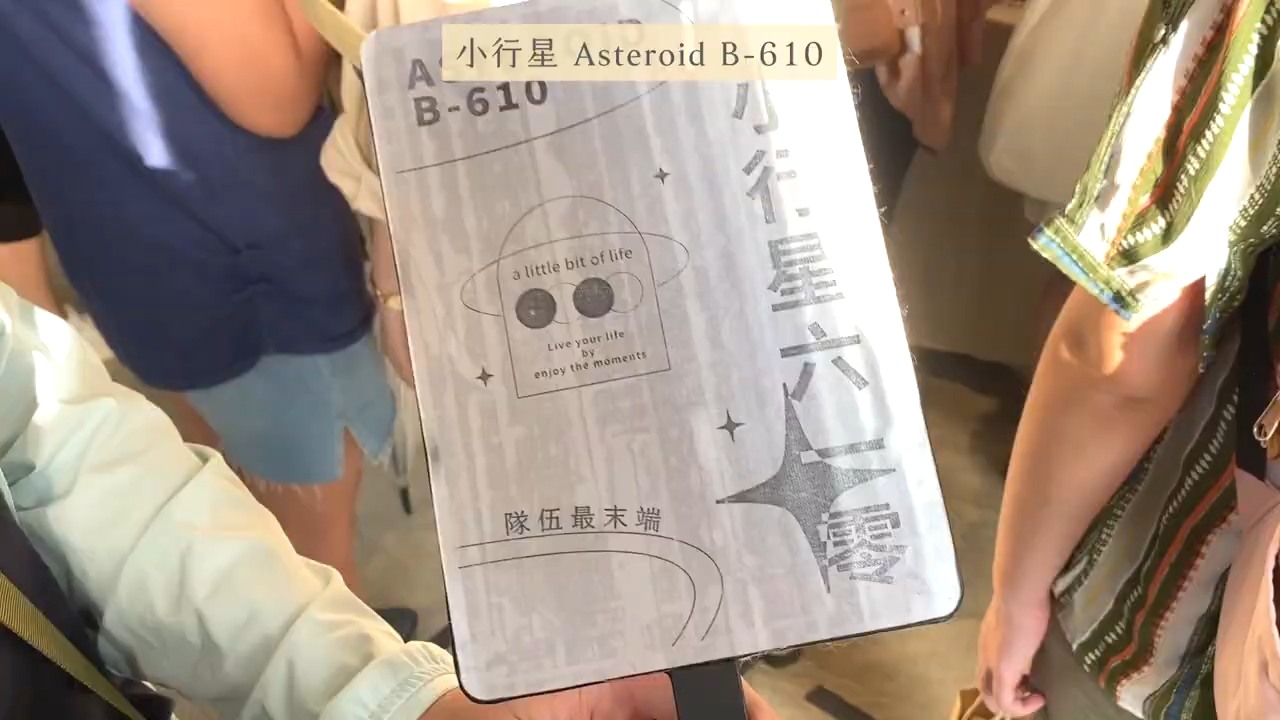 小行星 Asteroid B-610
B-610
小行星六一零
a little bit of life
Live your life
by
enjoy the moments
隊伍最末端